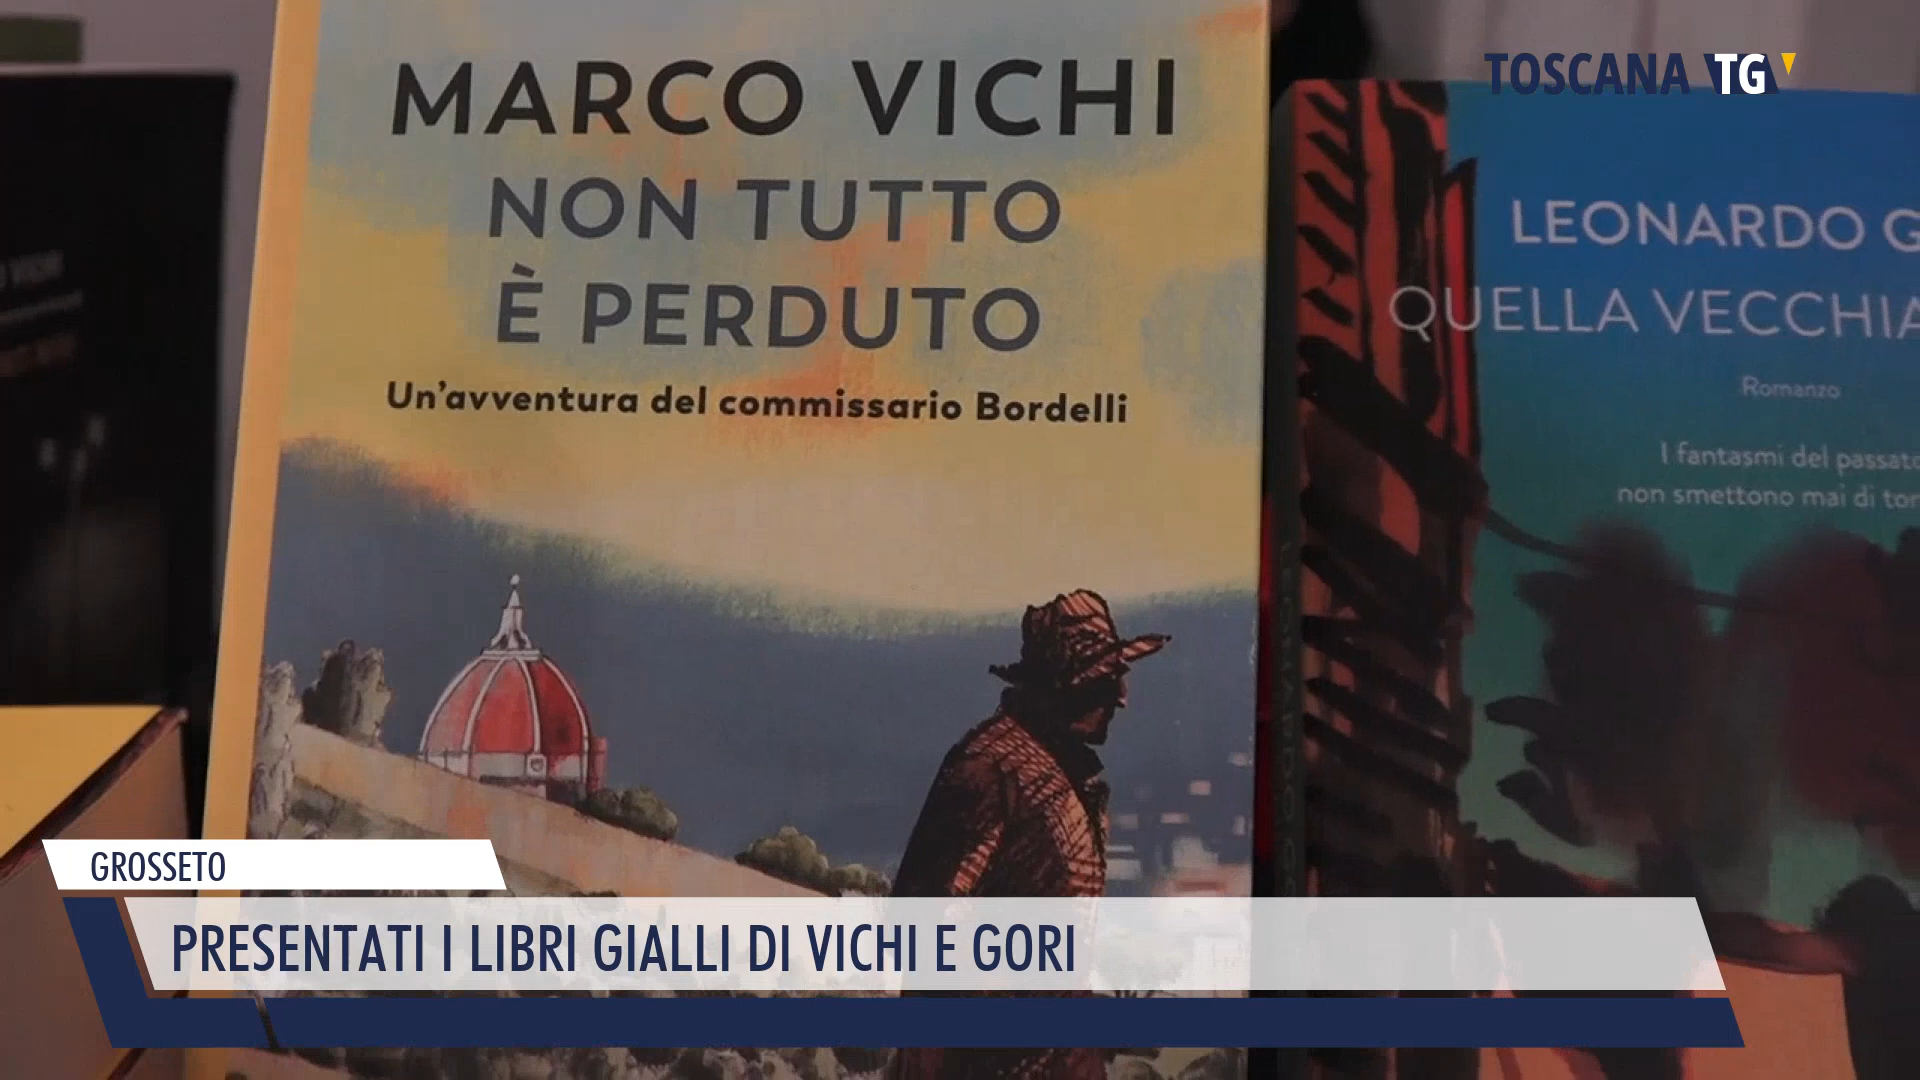 TOSCANA TG
MARCO VICHI
NON TUTTO
È PERDUTO
Un'avventura del commissario Bordelli
LEONARDO G
QUELLA VECCHIA
Romanzo
I fantasmi del passato
non smettono mai di tor
VICHI
GROSSETO
PRESENTATI I LIBRI GIALLI DI VICHI E GORI